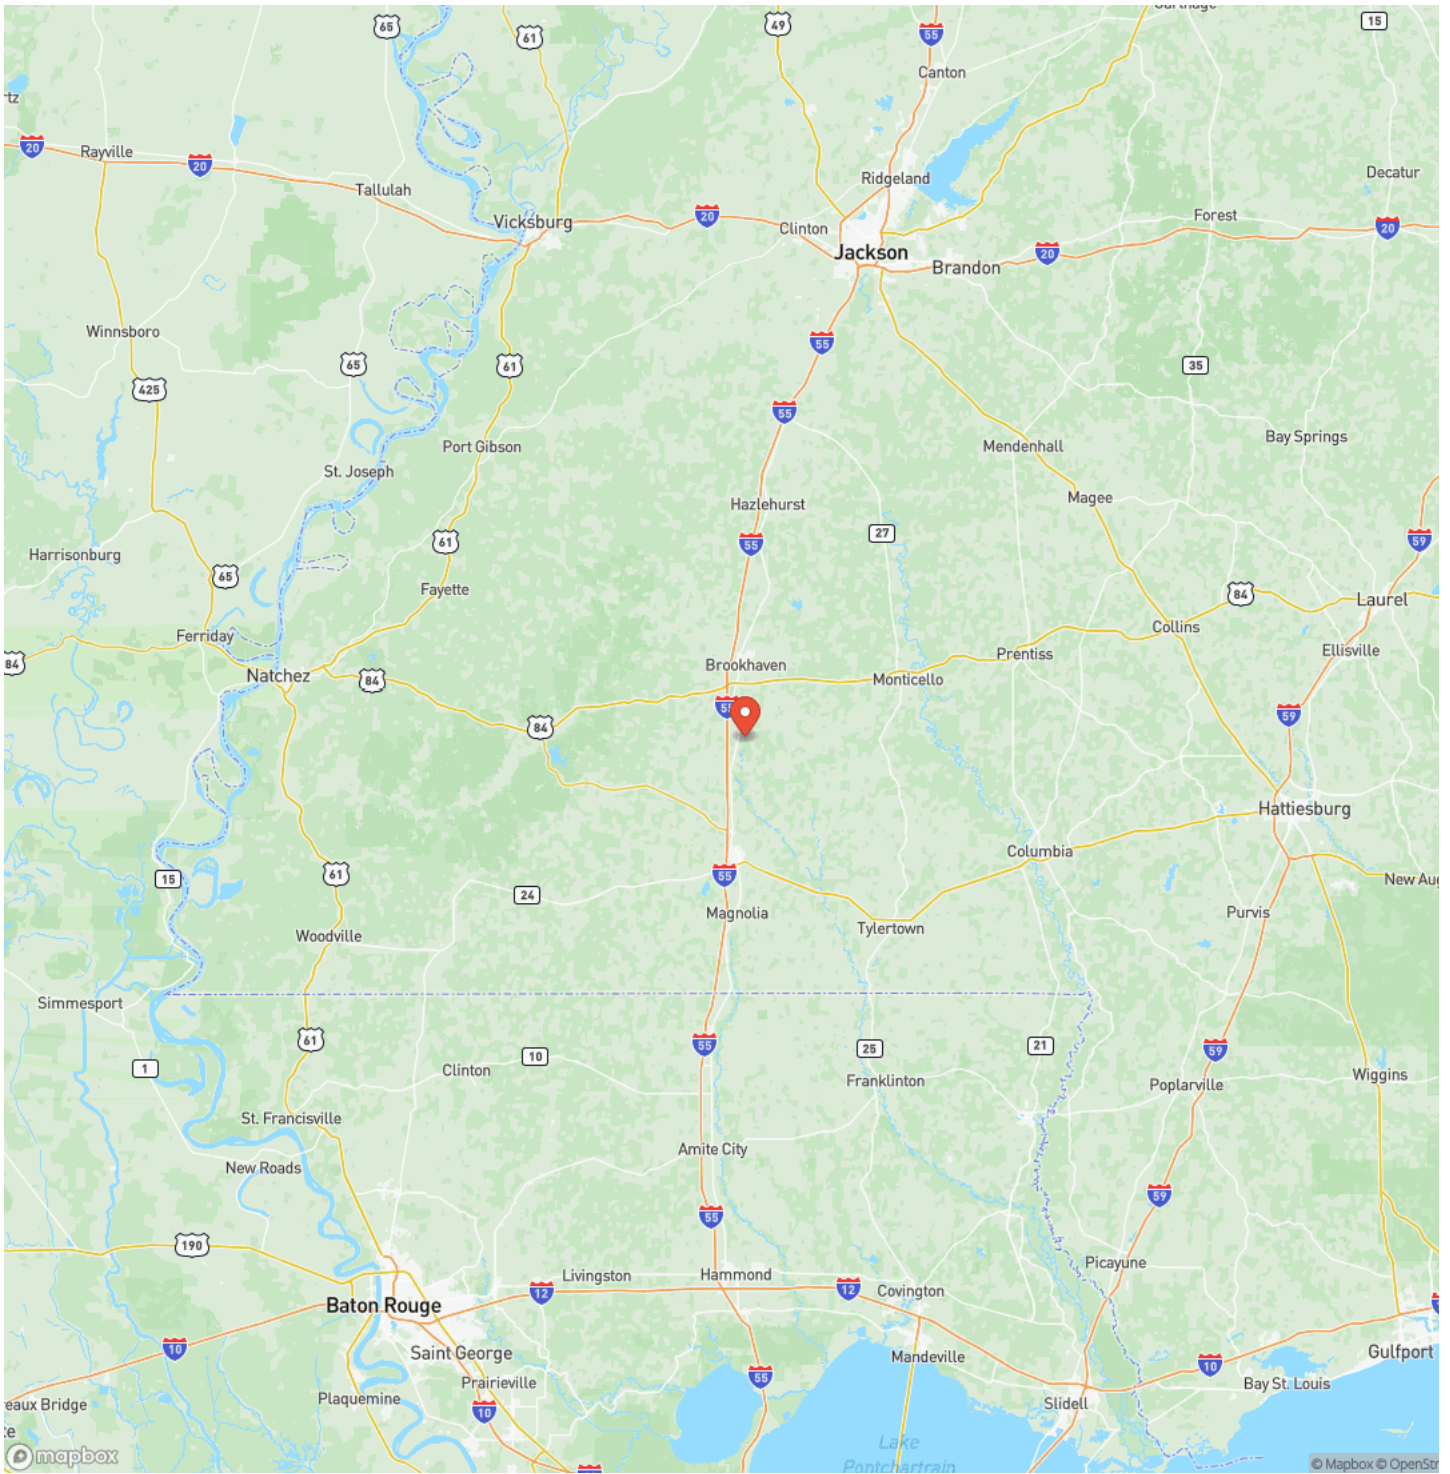 65
61
49
55
Carthage
15
Canton
tz
20
Rayville
20
Tallulah
Ridgeland
Decatur
Vicksburg
20
Clinton
Forest
20
Jackson
20
Brandon
Winnsboro
55
65
61
35
425
55
Port Gibson
Mendenhall
Bay Springs
St. Joseph
Magee
Hazlehurst
27
59
Harrisonburg
61
55
65
Fayette
84
Laurel
Ferriday
Collins
Ellisville
84
Brookhaven
Prentiss
Natchez
84
Monticello
55
59
84
Hattiesburg
Columbia
15
61
55
24
New Aug
Magnolia
Purvis
Woodville
Tylertown
Simmesport
61
55
25
21
59
1
Clinton
10
Franklinton
Poplarville
Wiggins
St. Francisville
Amite City
New Roads
59
55
190
Picayune
Livingston
Hammond
12
12
Covington
Baton Rouge
10
Saint George
Mandeville
10
Gulfport
55
Prairieville
Bay St. Louis
Plaquemine
Slidell
eaux Bridge
10
te
Lake
Pontchartrain
mapbox
© Mapbox © OpenStr